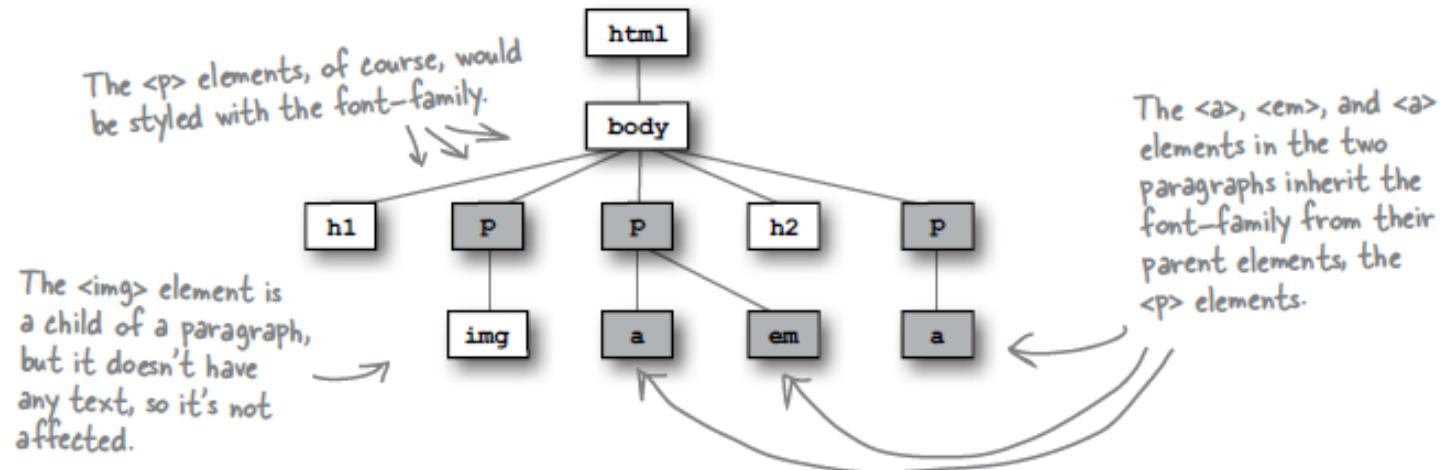 html
The <p> elements, of course, would
be styled with the font-family.
body
The <a>, <em>, and <a>
elements in the two
paragraphs inherit the
font-family from their
parent elements, the
<p> elements.
h1
p
p
h2
p
The <img> element is
a child of a paragraph,
but it doesn't have
any text, so it's not
affected.
img
a
em
a